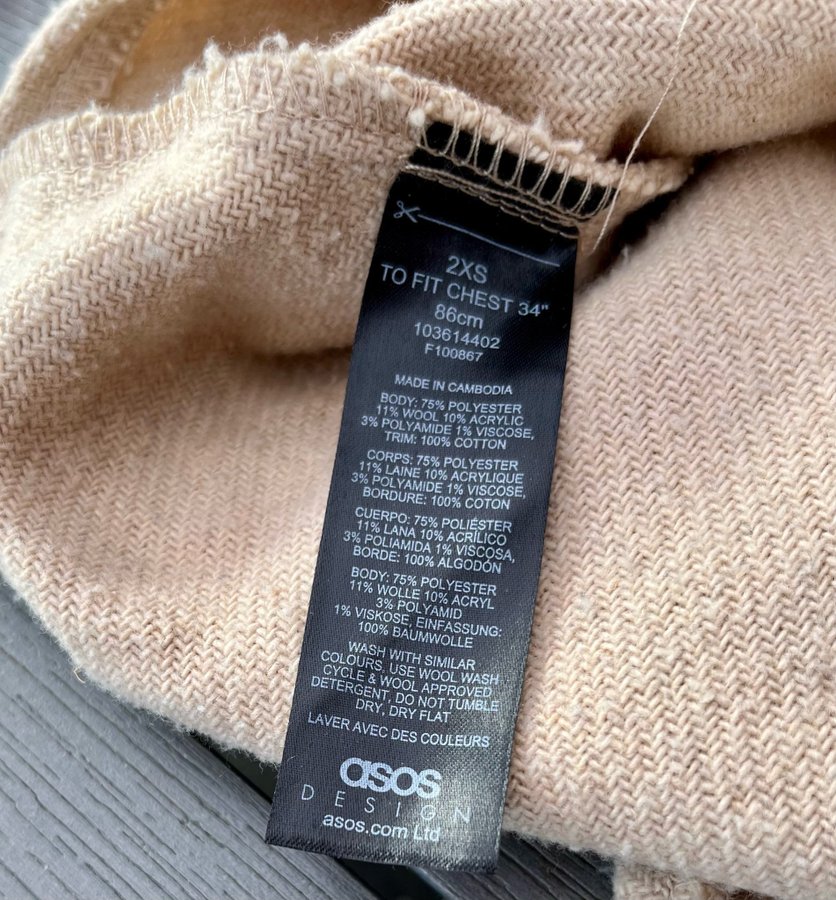 2XS
TO FIT CHEST 34"
86cm
103614402
F100867
MADE IN CAMBODIA
BODY: 75% POLYESTER
11% WOOL 10% ACRYLIC
3% POLYAMIDE 1% VISCOSE,
TRIM: 100% COTTON
CORPS: 75% POLYESTER
11% LAINE 10% ACRYLIQUE
3% POLYAMIDE 1% VISCOSE,
BORDURE: 100% COTON
CUERPO: 75% POLIÉSTER
11% LANA 10% ACRÍLICO
3% POLIAMIDA 1% VISCOSA,
BORDE: 100% ALGODÓN
BODY: 75% POLYESTER
11% WOLLE 10% ACRYL
3% POLYAMID
1% VISKOSE, EINFASSUNG:
100% BAUMWOLLE
WASH WITH SIMILAR
COLOURS. USE WOOL WASH
CYCLE & WOOL APPROVED
DETERGENT, DO NOT TUMBLE
DRY, DRY FLAT
LAVER AVEC DES COULEURS
asos
DESIGN
asos.com Ltd